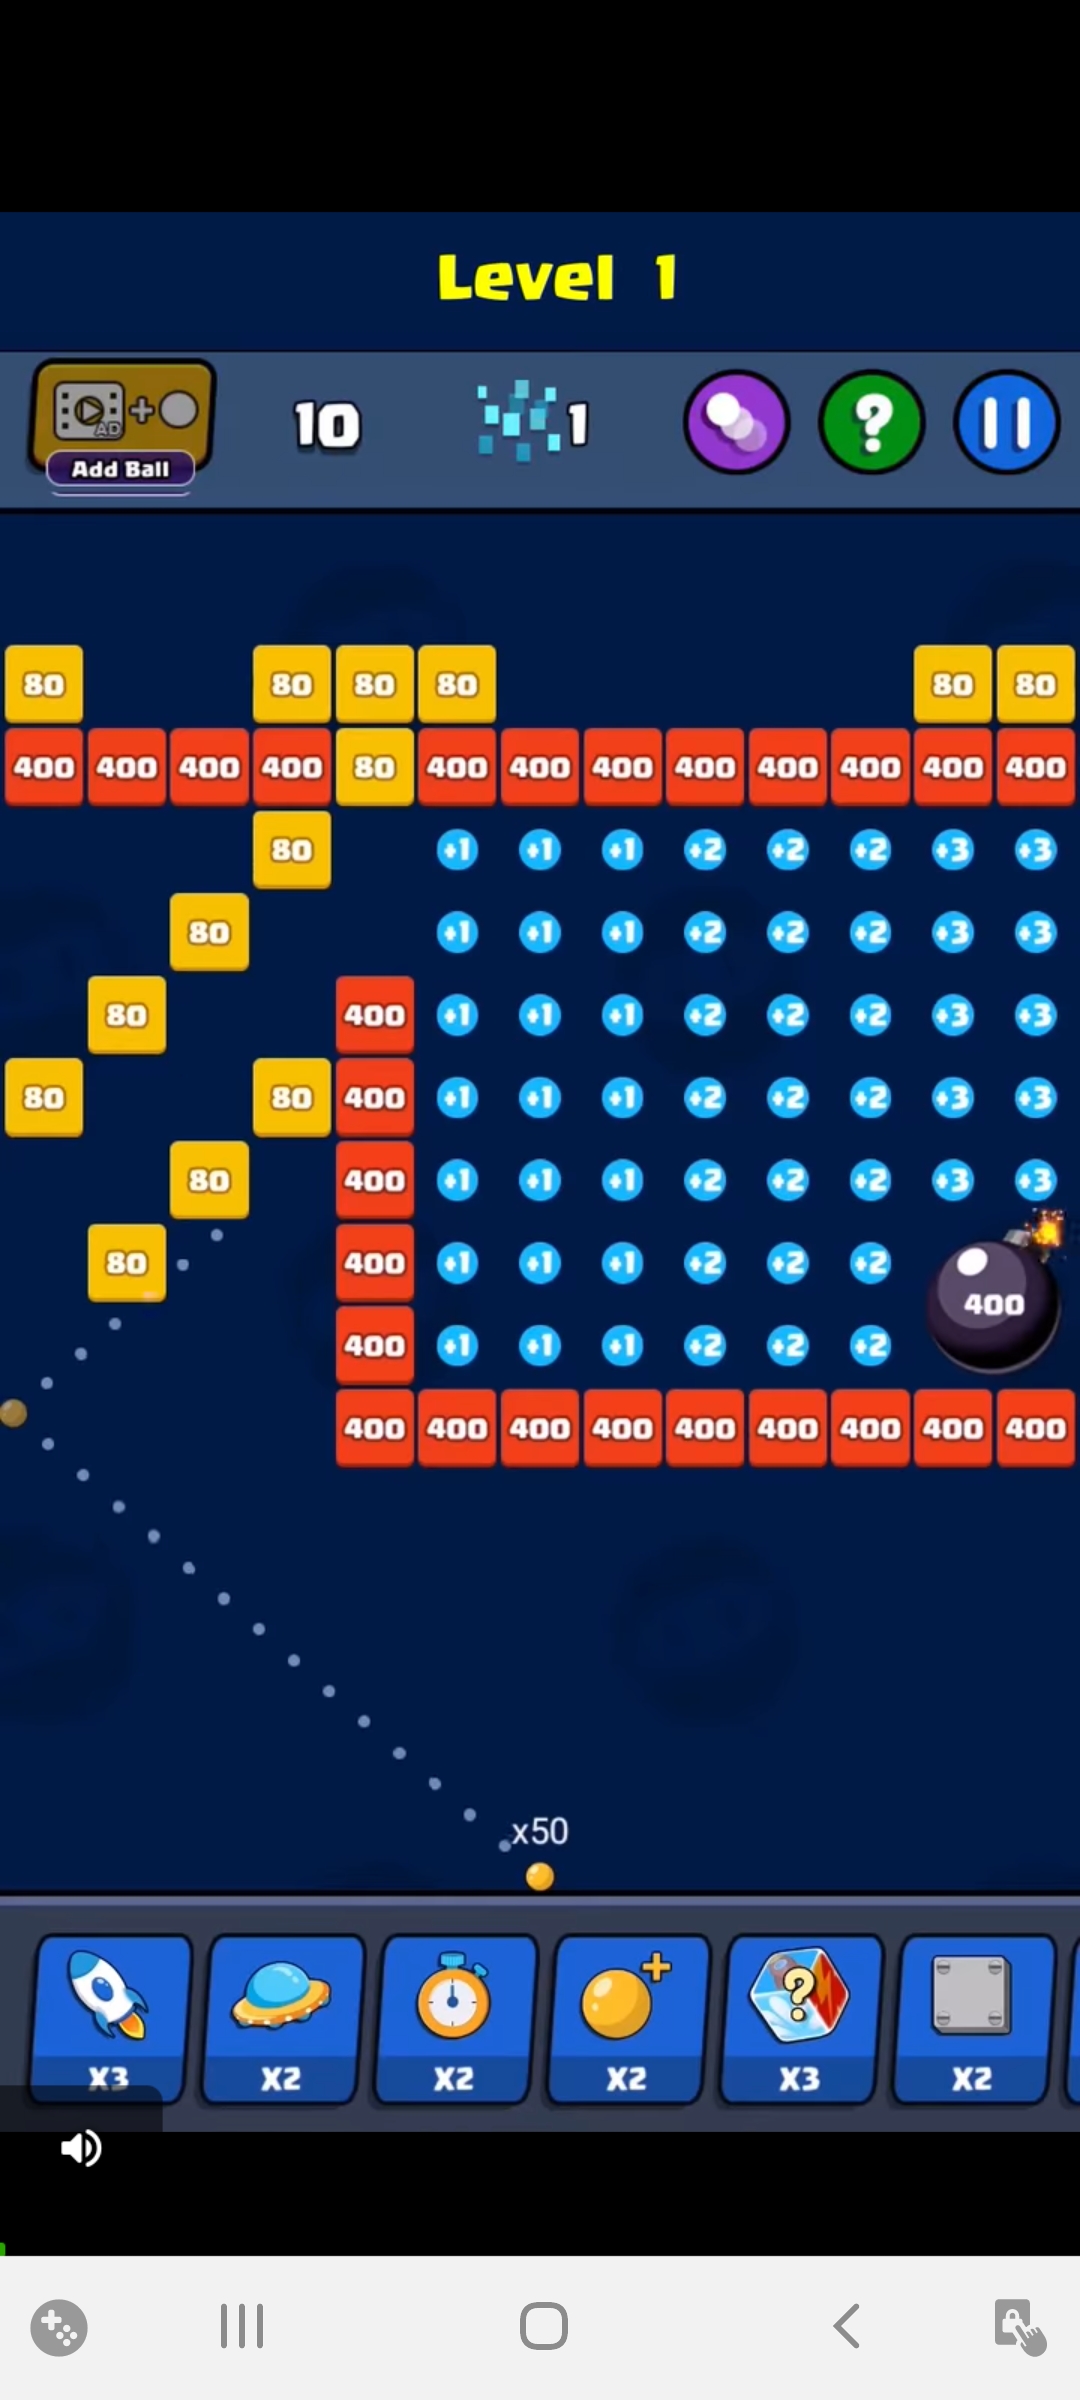 Level 1
AD + 10 1 ?
Add Ball
80 80 80 80 80 80
400 400 400 400 80 400 400 400 400 400 400 400 400
80 +1 +1 +1 +2 +2 +2 +3 +3
80 +1 +1 +1 +2 +2 +2 +3 +3
80 400 +1 +1 +1 +2 +2 +2 +3 +3
80 80 400 +1 +1 +1 +2 +2 +2 +3 +3
80 400 +1 +1 +1 +2 +2 +2 +3 +3
80 400 +1 +1 +1 +2 +2 +2
400
400 +1 +1 +1 +2 +2 +2
400 400 400 400 400 400 400 400 400
x50
?
X3 X2 X2 X2 X3 X2